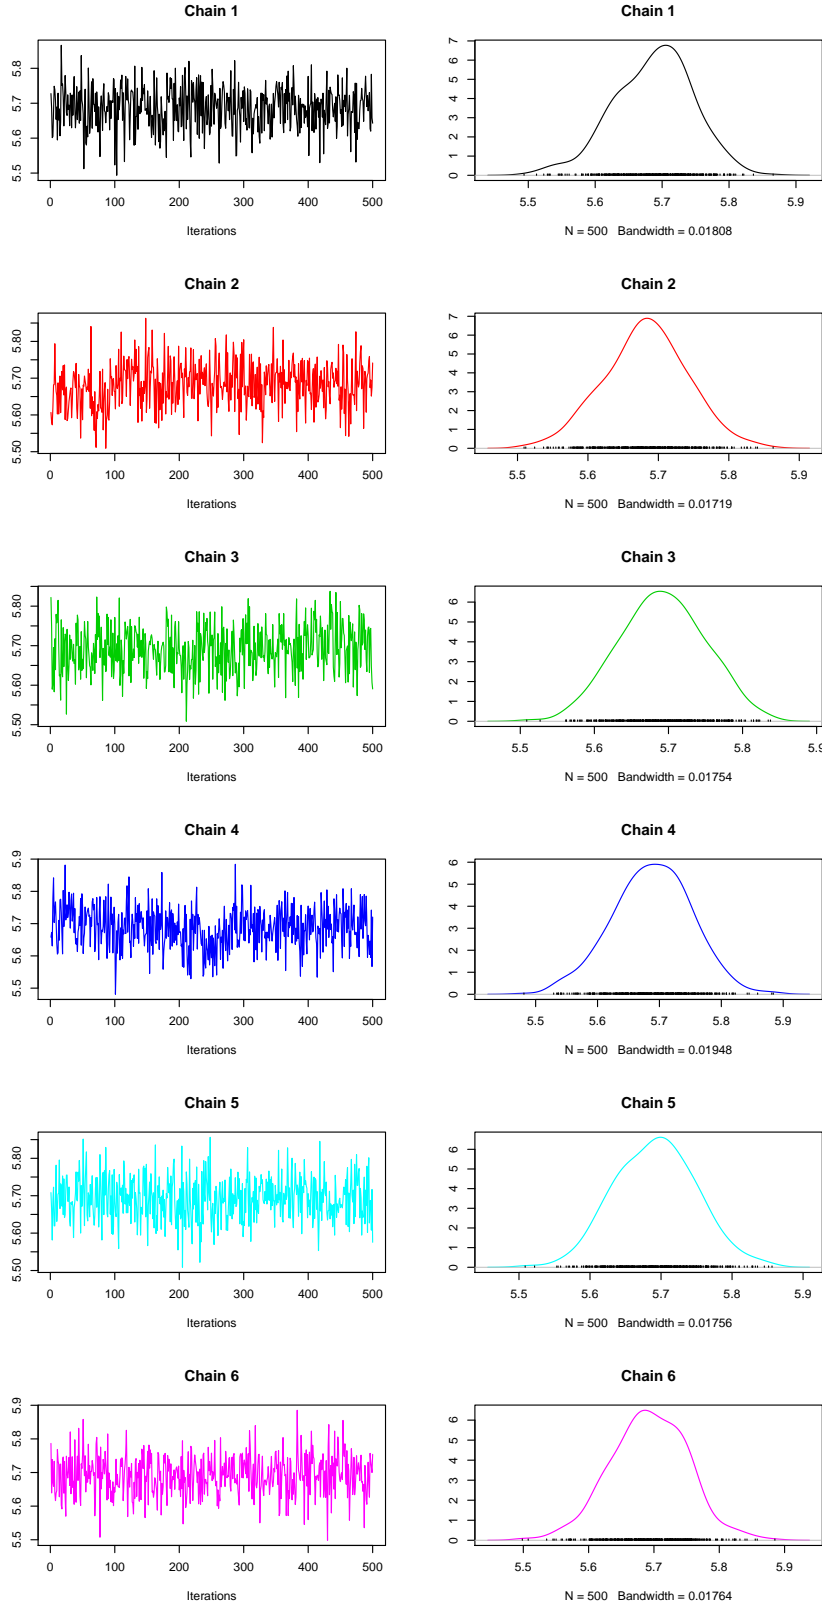 Chain 1
Chain 1
5.5 5.6 5.7 5.8
0 100 200 300 400 500
Iterations
0 1 2 3 4 5 6 7
5.5 5.6 5.7 5.8 5.9
N = 500 Bandwidth = 0.01808
Chain 2
Chain 2
5.50 5.60 5.70 5.80
0 100 200 300 400 500
Iterations
0 1 2 3 4 5 6 7
5.5 5.6 5.7 5.8 5.9
N = 500 Bandwidth = 0.01719
Chain 3
Chain 3
5.50 5.60 5.70 5.80
0 100 200 300 400 500
Iterations
0 1 2 3 4 5 6
5.5 5.6 5.7 5.8 5.9
N = 500 Bandwidth = 0.01754
Chain 4
Chain 4
5.5 5.6 5.7 5.8 5.9
0 100 200 300 400 500
Iterations
0 1 2 3 4 5 6
5.5 5.6 5.7 5.8 5.9
N = 500 Bandwidth = 0.01948
Chain 5
Chain 5
5.50 5.60 5.70 5.80
0 100 200 300 400 500
Iterations
0 1 2 3 4 5 6
5.5 5.6 5.7 5.8 5.9
N = 500 Bandwidth = 0.01756
Chain 6
Chain 6
5.5 5.6 5.7 5.8 5.9
0 100 200 300 400 500
Iterations
0 1 2 3 4 5 6
5.5 5.6 5.7 5.8 5.9
N = 500 Bandwidth = 0.01764